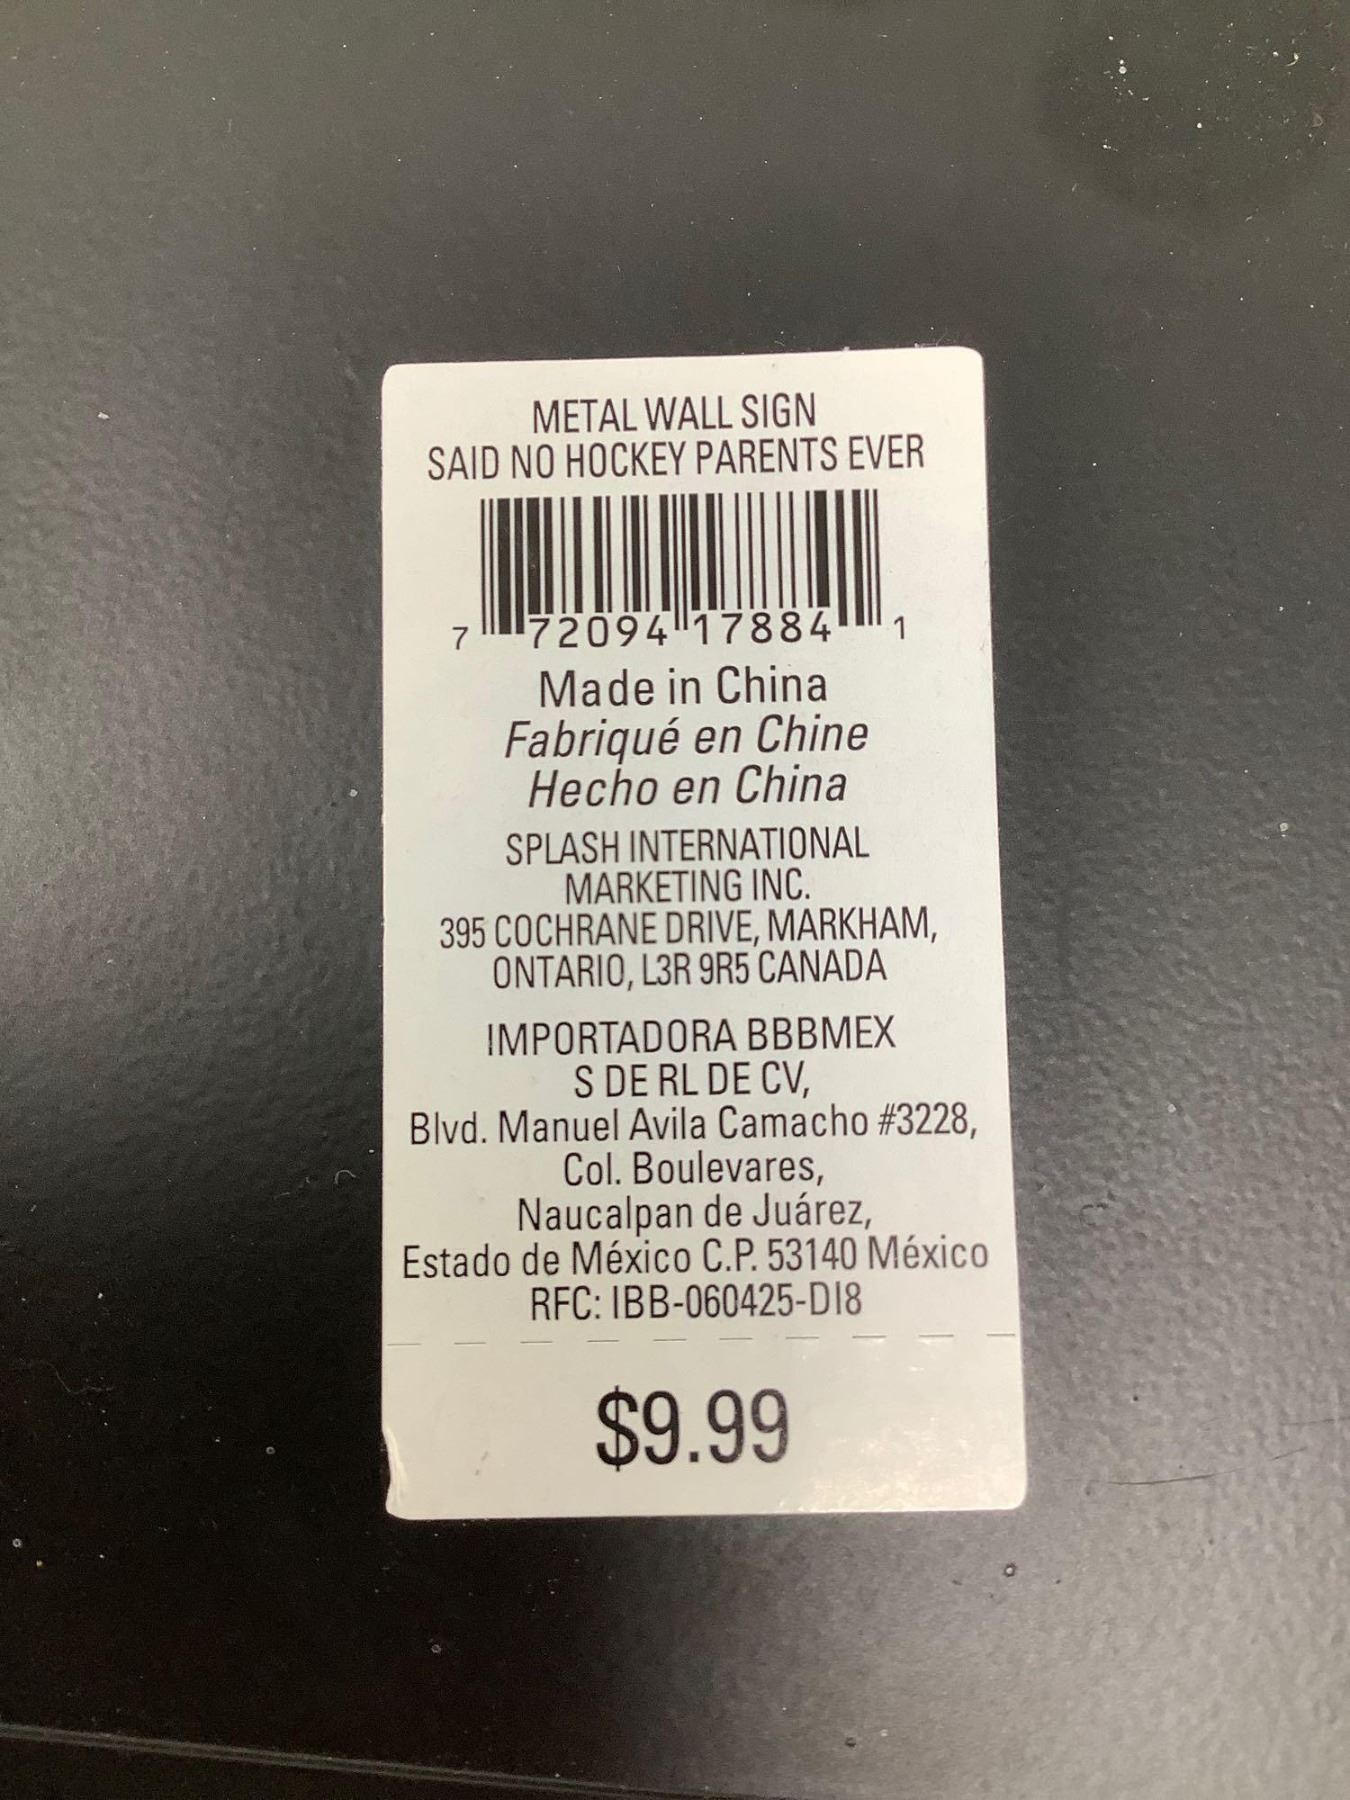 METAL WALL SIGN
SAID NO HOCKEY PARENTS EVER
7 72094 17884 1
Made in China
Fabriqué en Chine
Hecho en China
SPLASH INTERNATIONAL
MARKETING INC.
395 COCHRANE DRIVE, MARKHAM,
ONTARIO, L3R 9R5 CANADA
IMPORTADORA BBBMEX
S DE RL DE CV,
Blvd. Manuel Avila Camacho #3228,
Col. Boulevares,
Naucalpan de Juárez,
Estado de México C.P. 53140 México
RFC: IBB-060425-DI8
$9.99